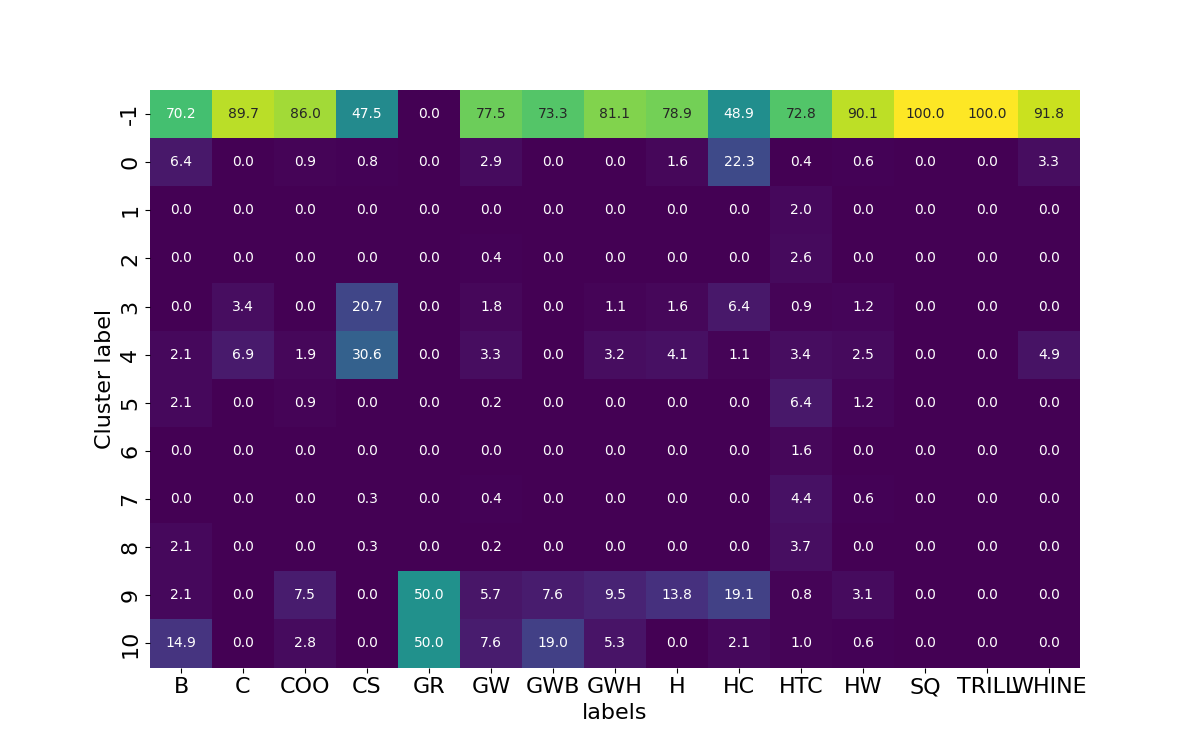 -1 70.2 89.7 86.0 47.5 0.0 77.5 73.3 81.1 78.9 48.9 72.8 90.1 100.0 100.0 91.8
0 6.4 0.0 0.9 0.8 0.0 2.9 0.0 0.0 1.6 22.3 0.4 0.6 0.0 0.0 3.3
1 0.0 0.0 0.0 0.0 0.0 0.0 0.0 0.0 0.0 0.0 2.0 0.0 0.0 0.0 0.0
2 0.0 0.0 0.0 0.0 0.0 0.4 0.0 0.0 0.0 0.0 2.6 0.0 0.0 0.0 0.0
3 0.0 3.4 0.0 20.7 0.0 1.8 0.0 1.1 1.6 6.4 0.9 1.2 0.0 0.0 0.0
4 2.1 6.9 1.9 30.6 0.0 3.3 0.0 3.2 4.1 1.1 3.4 2.5 0.0 0.0 4.9
5 2.1 0.0 0.9 0.0 0.0 0.2 0.0 0.0 0.0 0.0 6.4 1.2 0.0 0.0 0.0
6 0.0 0.0 0.0 0.0 0.0 0.0 0.0 0.0 0.0 0.0 1.6 0.0 0.0 0.0 0.0
7 0.0 0.0 0.0 0.3 0.0 0.4 0.0 0.0 0.0 0.0 4.4 0.6 0.0 0.0 0.0
8 2.1 0.0 0.0 0.3 0.0 0.2 0.0 0.0 0.0 0.0 3.7 0.0 0.0 0.0 0.0
9 2.1 0.0 7.5 0.0 50.0 5.7 7.6 9.5 13.8 19.1 0.8 3.1 0.0 0.0 0.0
10 14.9 0.0 2.8 0.0 50.0 7.6 19.0 5.3 0.0 2.1 1.0 0.6 0.0 0.0 0.0
Cluster label
B C COO CS GR GW GWB GWH H HC HTC HW SQ TRILL WHINE
labels